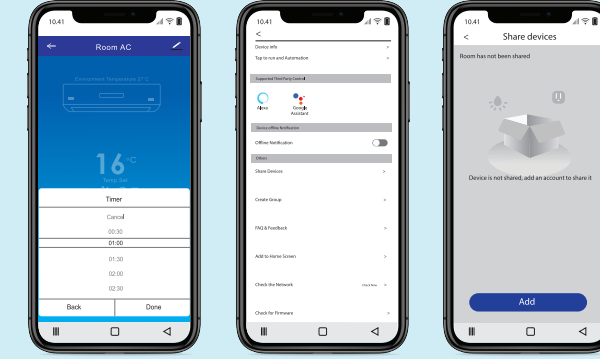 10.41
Room AC
Environment Temperature 27°C
16 °C
Temp Set
Timer
Cancel
00:30
01:00
01:30
02:00
02:30
Back
Done
10.41
<
Device Info >
Tap to run and Automation >
Supported Third Party Control
Alexa
Google
Assistant
Device offline Notification
Offline Notification
Others
Share Devices >
Create Group >
FAQ & Feedback >
Add to Home Screen >
Check the Network Check Now >
Check for Firmware >
10.41
< Share devices
Room has not been shared
Device is not shared, add an account to share it
Add